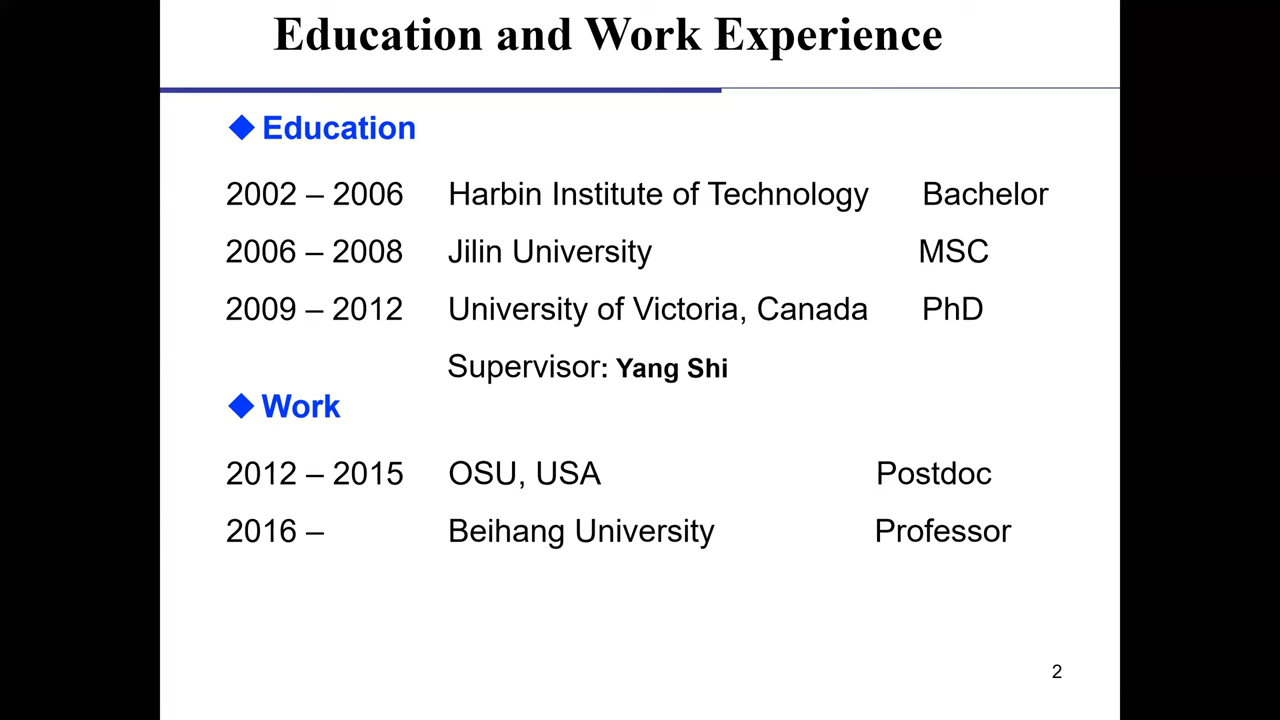 Education and Work Experience
Education
2002 – 2006 Harbin Institute of Technology Bachelor
2006 – 2008 Jilin University MSC
2009 – 2012 University of Victoria, Canada PhD
Supervisor: Yang Shi
Work
2012 – 2015 OSU, USA Postdoc
2016 – Beihang University Professor
2